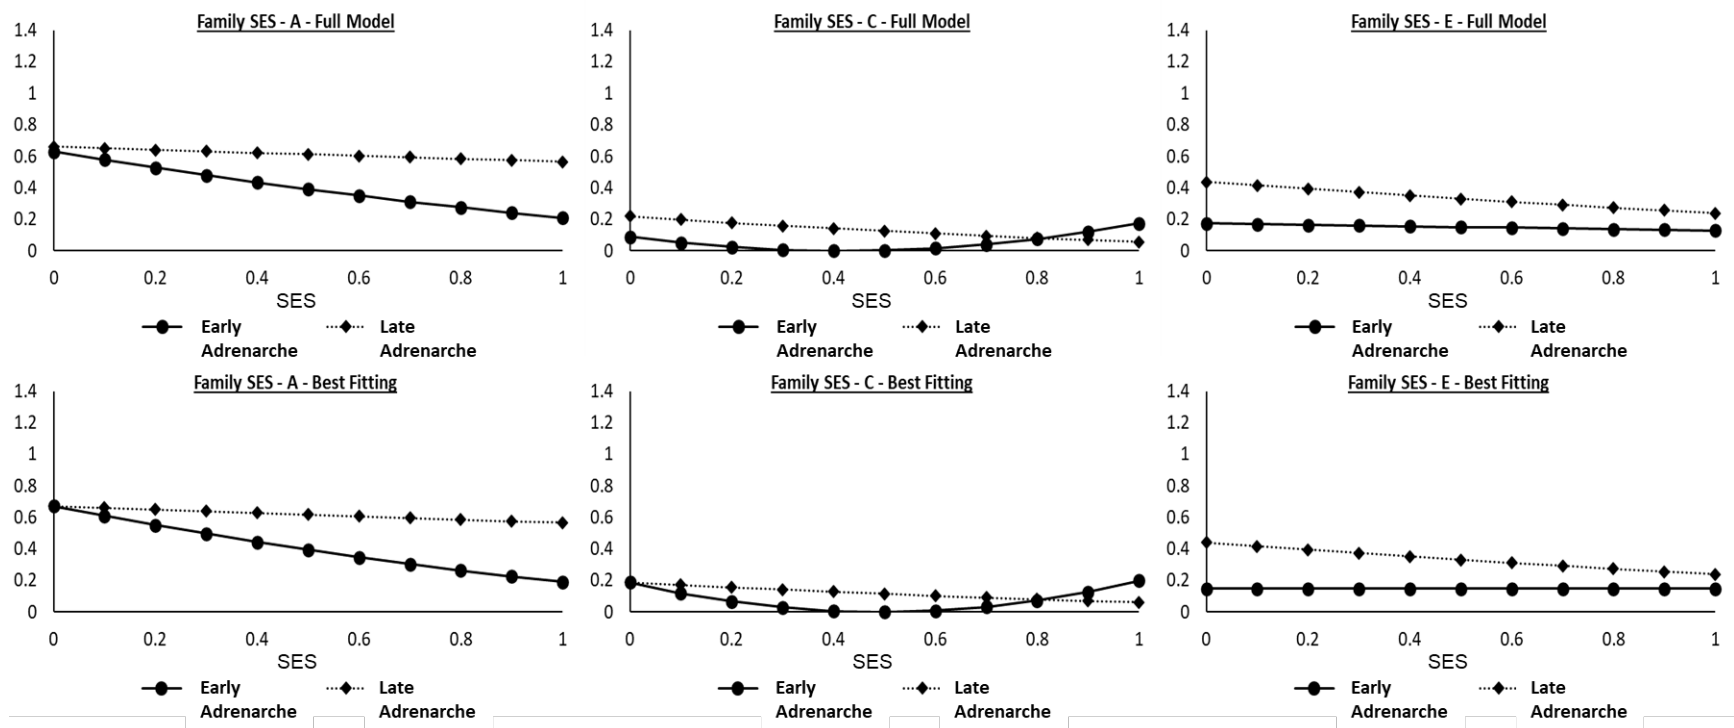 Family SES - A - Full Model
1.4
1.2
1
0.8
0.6
0.4
0.2
0
0 0.2 0.4 0.6 0.8 1
SES
Early Adrenarche
Late Adrenarche
Family SES - C - Full Model
1.4
1.2
1
0.8
0.6
0.4
0.2
0
0 0.2 0.4 0.6 0.8 1
SES
Early Adrenarche
Late Adrenarche
Family SES - E - Full Model
1.4
1.2
1
0.8
0.6
0.4
0.2
0
0 0.2 0.4 0.6 0.8 1
SES
Early Adrenarche
Late Adrenarche
Family SES - A - Best Fitting
1.4
1.2
1
0.8
0.6
0.4
0.2
0
0 0.2 0.4 0.6 0.8 1
SES
Early Adrenarche
Late Adrenarche
Family SES - C - Best Fitting
1.4
1.2
1
0.8
0.6
0.4
0.2
0
0 0.2 0.4 0.6 0.8 1
SES
Early Adrenarche
Late Adrenarche
Family SES - E - Best Fitting
1.4
1.2
1
0.8
0.6
0.4
0.2
0
0 0.2 0.4 0.6 0.8 1
SES
Early Adrenarche
Late Adrenarche